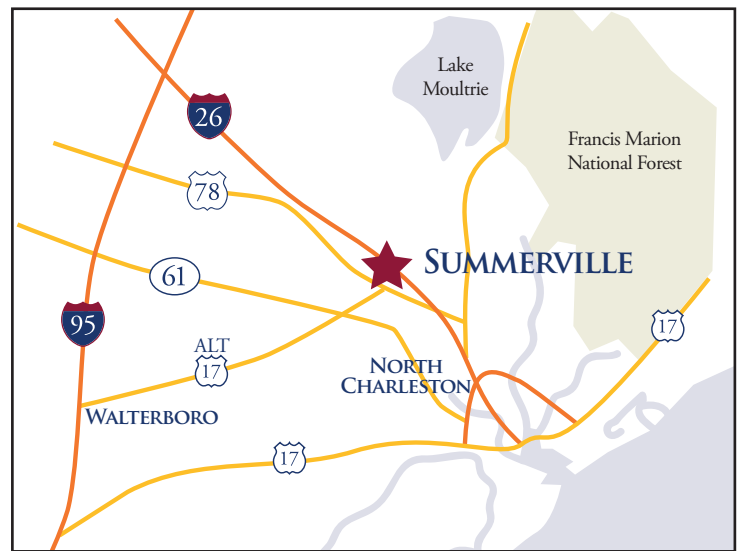 Lake
Moultrie
26
Francis Marion
National Forest
78
SUMMERVILLE
61
95
17
ALT
17
NORTH
CHARLESTON
WALTERBORO
17